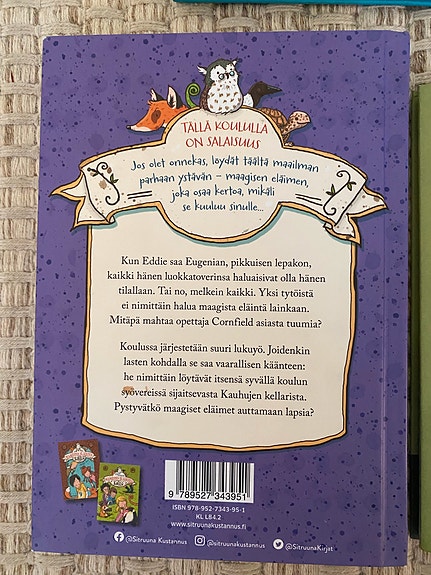 TÄLLÄ KOULULLA
ON SALAISUUS
Jos olet onnekas, löydät täältä maailman
parhaan ystävän – maagisen eläimen,
joka osaa kertoa, mikäli
se kuuluu sinulle...
Kun Eddie saa Eugenian, pikkuisen lepakon,
kaikki hänen luokkatoverinsa haluaisivat olla hänen
tilallaan. Tai no, melkein kaikki. Yksi tytöistä
ei nimittäin halua maagista eläintä lainkaan.
Mitäpä mahtaa opettaja Cornfield asiasta tuumia?
Koulussa järjestetään suuri lukuyö. Joidenkin
lasten kohdalla se saa vaarallisen käänteen:
he nimittäin löytävät itsensä syvällä koulun
syövereissä sijaitsevasta Kauhujen kellarista.
Pystyvätkö maagiset eläimet auttamaan lapsia?
9 789527 343951
ISBN 978-952-7343-95-1
KL L84.2
www.sitruunakustannus.fi
@Sitruuna Kustannus
@sitruunakustannus
@SitruunaKirjat